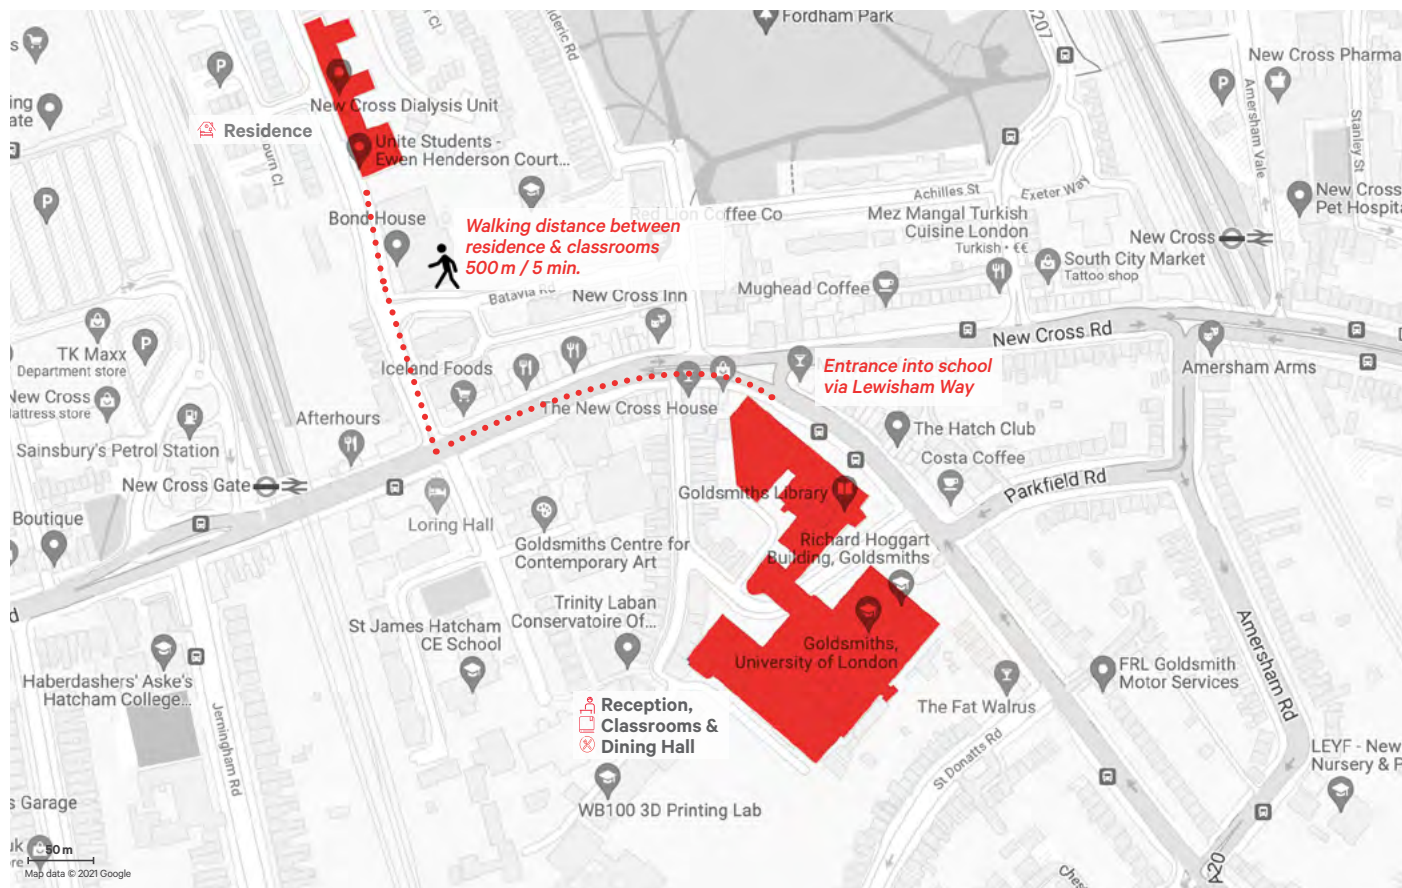 Fordham Park
New Cross Pharma
New Cross Dialysis Unit
Residence
Unite Students -
Ewen Henderson Court...
Amersham Vale
Stanley St
Achilles St
Exeter Way
New Cross
Pet Hospita
Bond House
Red Lion Coffee Co
Walking distance between
residence & classrooms
500 m / 5 min.
Mez Mangal Turkish
Cuisine London
Turkish • €€
New Cross
South City Market
Tattoo shop
Batavia Rd
New Cross Inn
Mughead Coffee
New Cross Rd
TK Maxx
Department store
Iceland Foods
Entrance into school
via Lewisham Way
Amersham Arms
New Cross
attress store
Afterhours
The New Cross House
The Hatch Club
Sainsbury's Petrol Station
Costa Coffee
New Cross Gate
Goldsmiths Library
Parkfield Rd
Boutique
Loring Hall
Goldsmiths Centre for
Contemporary Art
Richard Hoggart
Building, Goldsmiths
Trinity Laban
Conservatoire Of...
St James Hatcham
CE School
Goldsmiths,
University of London
Amersham Rd
Haberdashers' Aske's
Hatcham College...
FRL Goldsmith
Motor Services
Jerningham Rd
Reception,
Classrooms &
Dining Hall
The Fat Walrus
St Donatts Rd
LEYF - New
Nursery & P
s Garage
WB100 3D Printing Lab
50 m
A20
Map data © 2021 Google